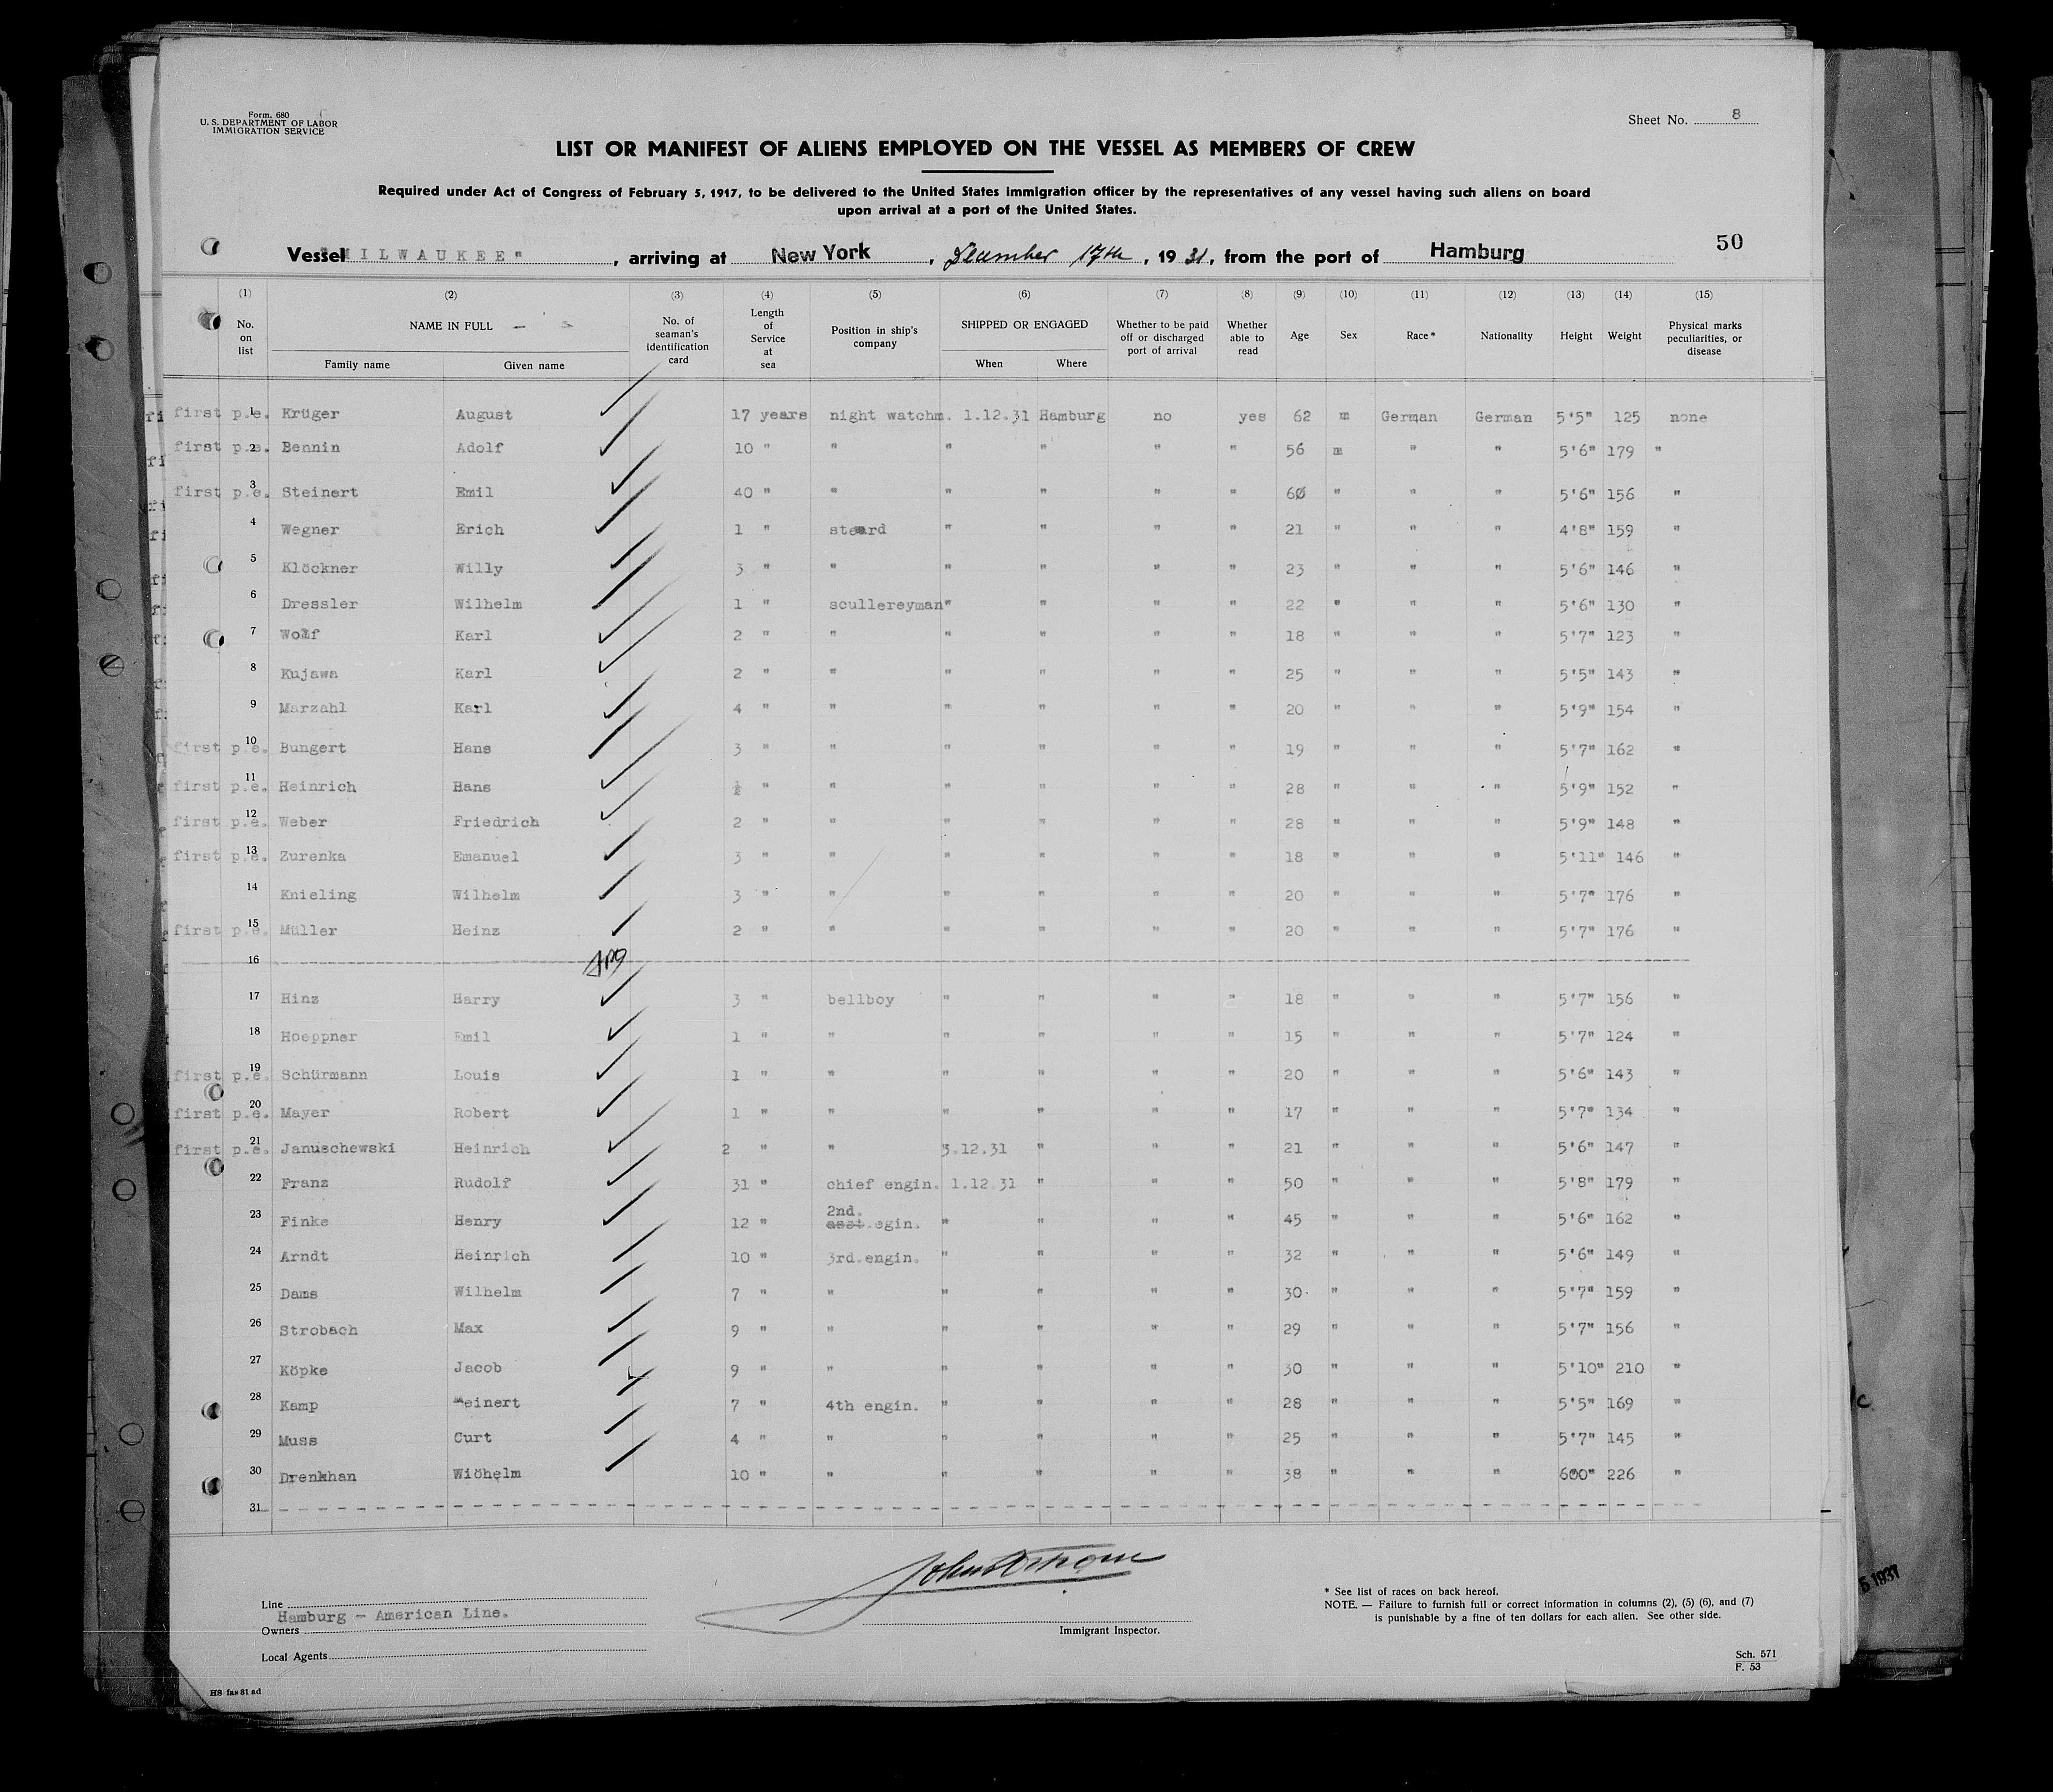 Form. 680
U. S. DEPARTMENT OF LABOR
IMMIGRATION SERVICE
Sheet No. 8
LIST OR MANIFEST OF ALIENS EMPLOYED ON THE VESSEL AS MEMBERS OF CREW
Required under Act of Congress of February 5, 1917, to be delivered to the United States immigration officer by the representatives of any vessel having such aliens on board
upon arrival at a port of the United States.
Vessel MILWAUKEE", arriving at New York, December 17th, 1931, from the port of Hamburg
50
(1) (2) (3) (4) (5) (6) (7) (8) (9) (10) (11) (12) (13) (14) (15)
No. on list NAME IN FULL Family name Given name No. of seaman's identification card Length of Service at sea Position in ship's company SHIPPED OR ENGAGED When Where Whether to be paid off or discharged port of arrival Whether able to read Age Sex Race* Nationality Height Weight Physical marks peculiarities, or disease
first p.e. 1 Krüger August 17 years night watchm. 1.12.31 Hamburg no yes 62 m German German 5'5" 125 none
first p.e. 2 Bennin Adolf 10 " " " " " " 56 m " " 5'6" 179 "
first p.e. 3 Steinert Emil 40 " " " " " " 60 " " " 5'6" 156 "
4 Wegner Erich 1 " steward " " " " 21 " " " 4'8" 159 "
5 Klöckner Willy 3 " " " " " " 23 " " " 5'6" 146 "
6 Dressler Wilhelm 1 " scullereyman " " " " 22 " " " 5'6" 130 "
7 Wolf Karl 2 " " " " " " 18 " " " 5'7" 123 "
8 Kujawa Karl 2 " " " " " " 25 " " " 5'5" 143 "
9 Marzahl Karl 4 " " " " " " 20 " " " 5'9" 154 "
first p.e. 10 Bungert Hans 3 " " " " " " 19 " " " 5'7" 162 "
first p.e. 11 Heinrich Hans ½ " " " " " " 28 " " " 5'9" 152 "
first p.e. 12 Weber Friedrich 2 " " " " " " 28 " " " 5'9" 148 "
first p.e. 13 Zurenka Emanuel 3 " " " " " " 18 " " " 5'11" 146 "
14 Knieling Wilhelm 3 " " " " " " 20 " " " 5'7" 176 "
first p.e. 15 Müller Heinz 2 " " " " " " 20 " " " 5'7" 176 "
16
17 Hinz Harry 3 " bellboy " " " " 18 " " " 5'7" 156 "
18 Hoeppner Emil 1 " " " " " " 15 " " " 5'7" 124 "
first p.e. 19 Schürmann Louis 1 " " " " " " 20 " " " 5'6" 143 "
first p.e. 20 Mayer Robert 1 " " " " " " 17 " " " 5'7" 134 "
first p.e. 21 Januschewski Heinrich 2 " " 3.12.31 " " " 21 " " " 5'6" 147 "
22 Franz Rudolf 31 " chief engin. 1.12.31 " " " 50 " " " 5'8" 179 "
23 Finke Henry 12 " 2nd. asst.egin. " " " " 45 " " " 5'6" 162 "
24 Arndt Heinrich 10 " 3rd.engin. " " " " 32 " " " 5'6" 149 "
25 Dams Wilhelm 7 " " " " " " 30 " " " 5'7" 159 "
26 Strobach Max 9 " " " " " " 29 " " " 5'7" 156 "
27 Köpke Jacob 9 " " " " " " 30 " " " 5'10" 210 "
28 Kamp Meinert 7 " 4th engin. " " " " 28 " " " 5'5" 169 "
29 Muss Curt 4 " " " " " " 25 " " " 5'7" 145 "
30 Drenkhan Wiöhelm 10 " " " " " " 38 " " " 600" 226 "
31
Line
Hamburg - American Line.
Owners
Local Agents
Immigrant Inspector.
* See list of races on back hereof.
NOTE. — Failure to furnish full or correct information in columns (2), (5) (6), and (7)
is punishable by a fine of ten dollars for each alien. See other side.
Sch. 571
F. 53
HS fas 31 ad
5 1931